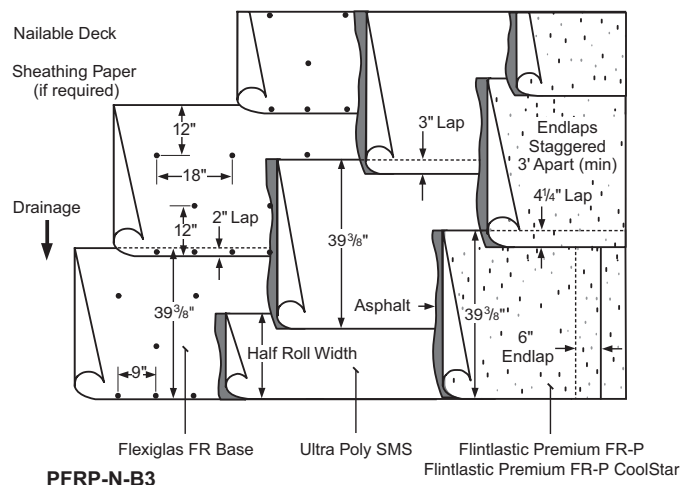 Nailable Deck
Sheathing Paper
(if required)
12"
18"
3" Lap
Endlaps
Staggered
3' Apart (min)
4¼" Lap
Drainage
12"
2" Lap
39⅜"
39⅜"
Asphalt
39⅜"
6"
Endlap
Half Roll Width
9"
Flexiglas FR Base
Ultra Poly SMS
Flintlastic Premium FR-P
Flintlastic Premium FR-P CoolStar
PFRP-N-B3